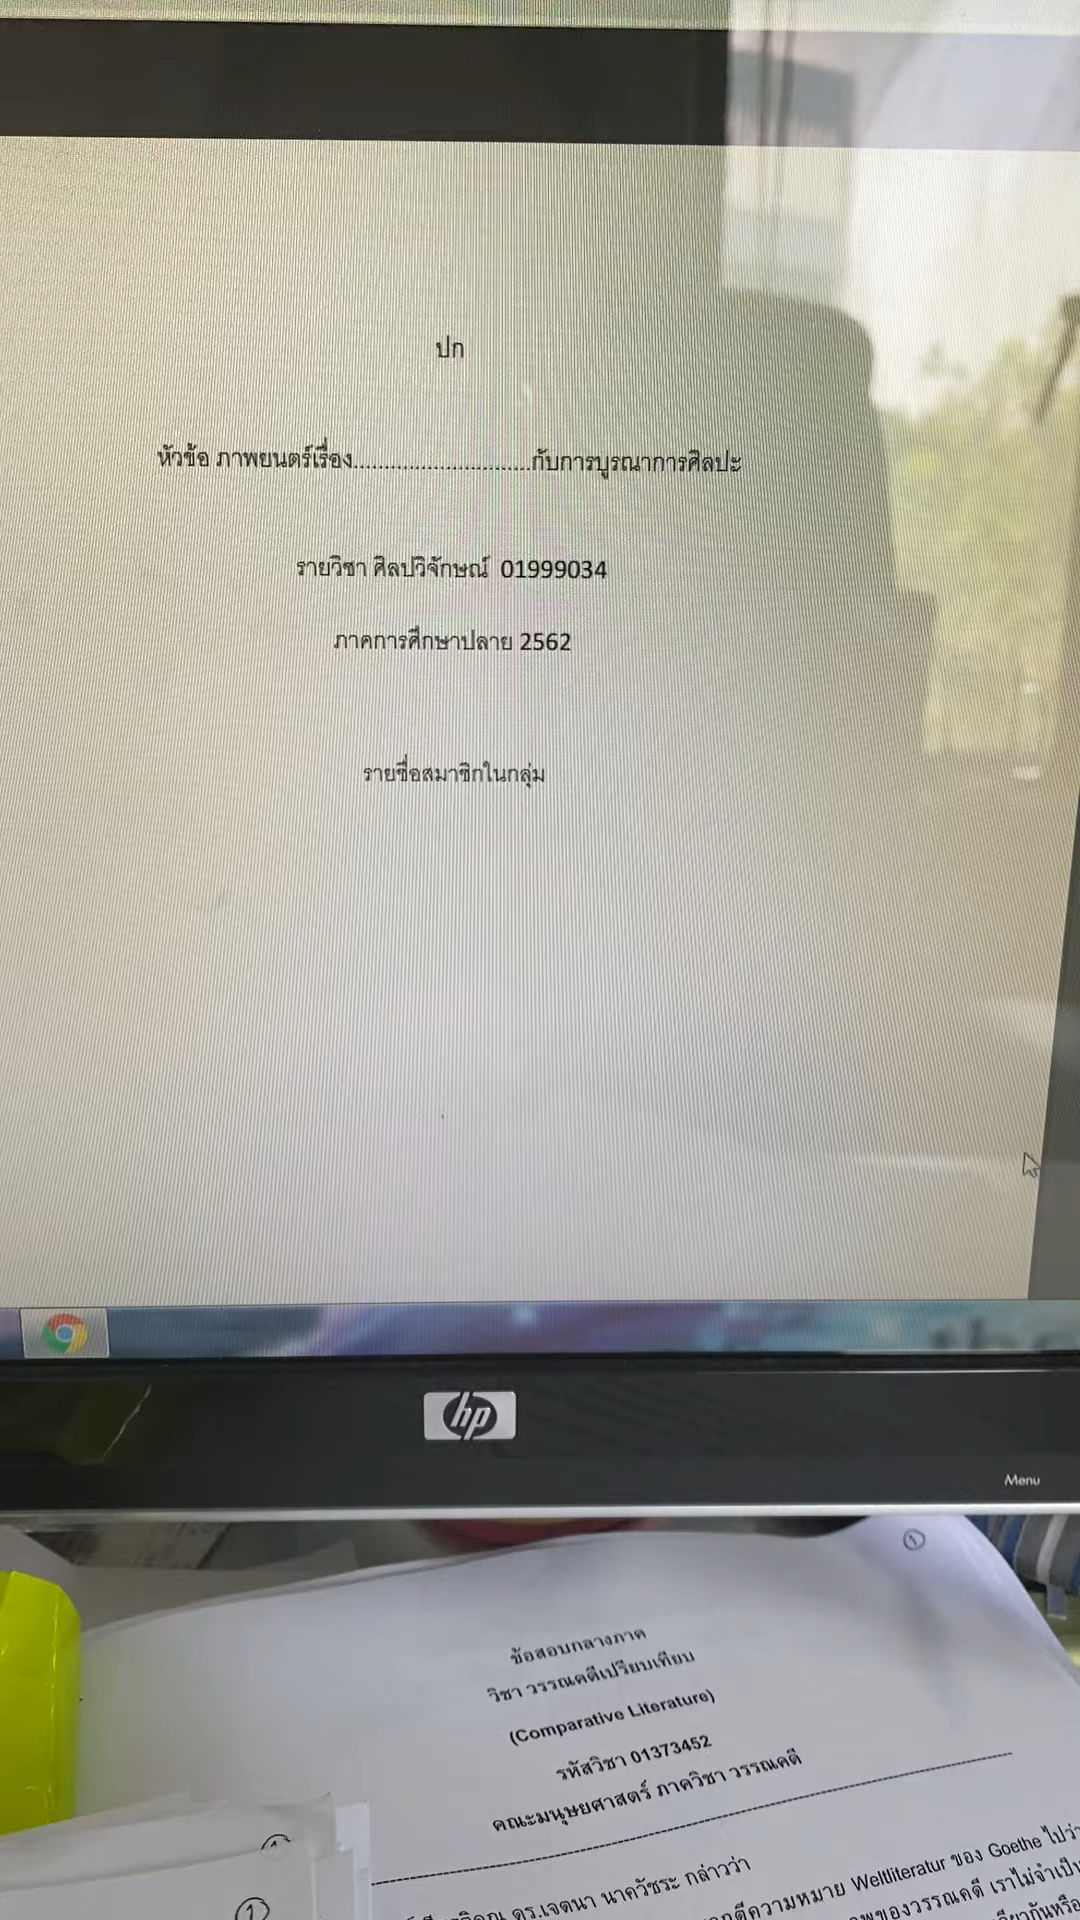 ปก
หัวข้อ ภาพยนตร์เรื่อง.............................กับการบูรณาการศิลปะ
รายวิชา ศิลปวิจักษณ์ 01999034
ภาคการศึกษาปลาย 2562
รายชื่อสมาชิกในกลุ่ม
hp
Menu
1
ข้อสอบกลางภาค
วิชา วรรณคดีเปรียบเทียบ
(Comparative Literature)
รหัสวิชา 01373452
คณะมนุษยศาสตร์ ภาควิชา วรรณคดี
ดร.เจตนา นาควัชระ กล่าวว่า
ความหมาย Weltliteratur ของ Goethe ไปว่า
ของวรรณคดี เราไม่จำเป็น
1